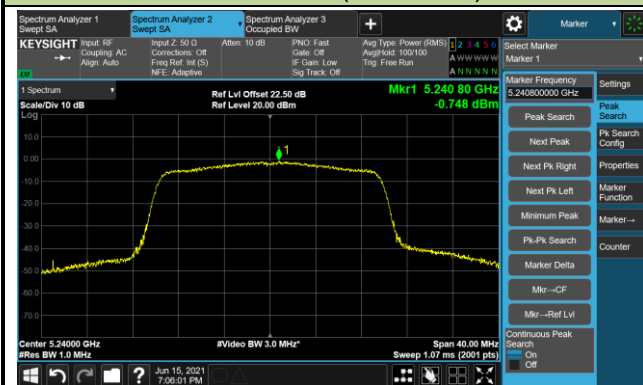 Spectrum Analyzer 1
Swept SA
Spectrum Analyzer 2
Swept SA
Spectrum Analyzer 3
Occupied BW
+
Marker
KEYSIGHT
Input: RF
Coupling: AC
Align: Auto
Input Z: 50 Ω
Corrections: Off
Freq Ref: Int (S)
NFE: Adaptive
Atten: 10 dB
PNO: Fast
Gate: Off
IF Gain: Low
Sig Track: Off
Avg Type: Power (RMS)
Avg|Hold: 100/100
Trig: Free Run
1 2 3 4 5 6
A W W W W W
A N N N N N
Select Marker
Marker 1
1 Spectrum
Scale/Div 10 dB
Log
Ref Lvl Offset 22.50 dB
Ref Level 20.00 dBm
Mkr1 5.240 80 GHz
-0.748 dBm
1
10.0
0.00
-10.0
-20.0
-30.0
-40.0
-50.0
-60.0
-70.0
Center 5.24000 GHz
#Res BW 1.0 MHz
#Video BW 3.0 MHz*
Span 40.00 MHz
Sweep 1.07 ms (2001 pts)
Marker Frequency
5.240800000 GHz
Peak Search
Next Peak
Next Pk Right
Next Pk Left
Minimum Peak
Pk-Pk Search
Marker Delta
Mkr→CF
Mkr→Ref Lvl
Continuous Peak
Search
On
Off
Settings
Peak
Search
Pk Search
Config
Properties
Marker
Function
Marker→
Counter
?
Jun 15, 2021
7:06:01 PM